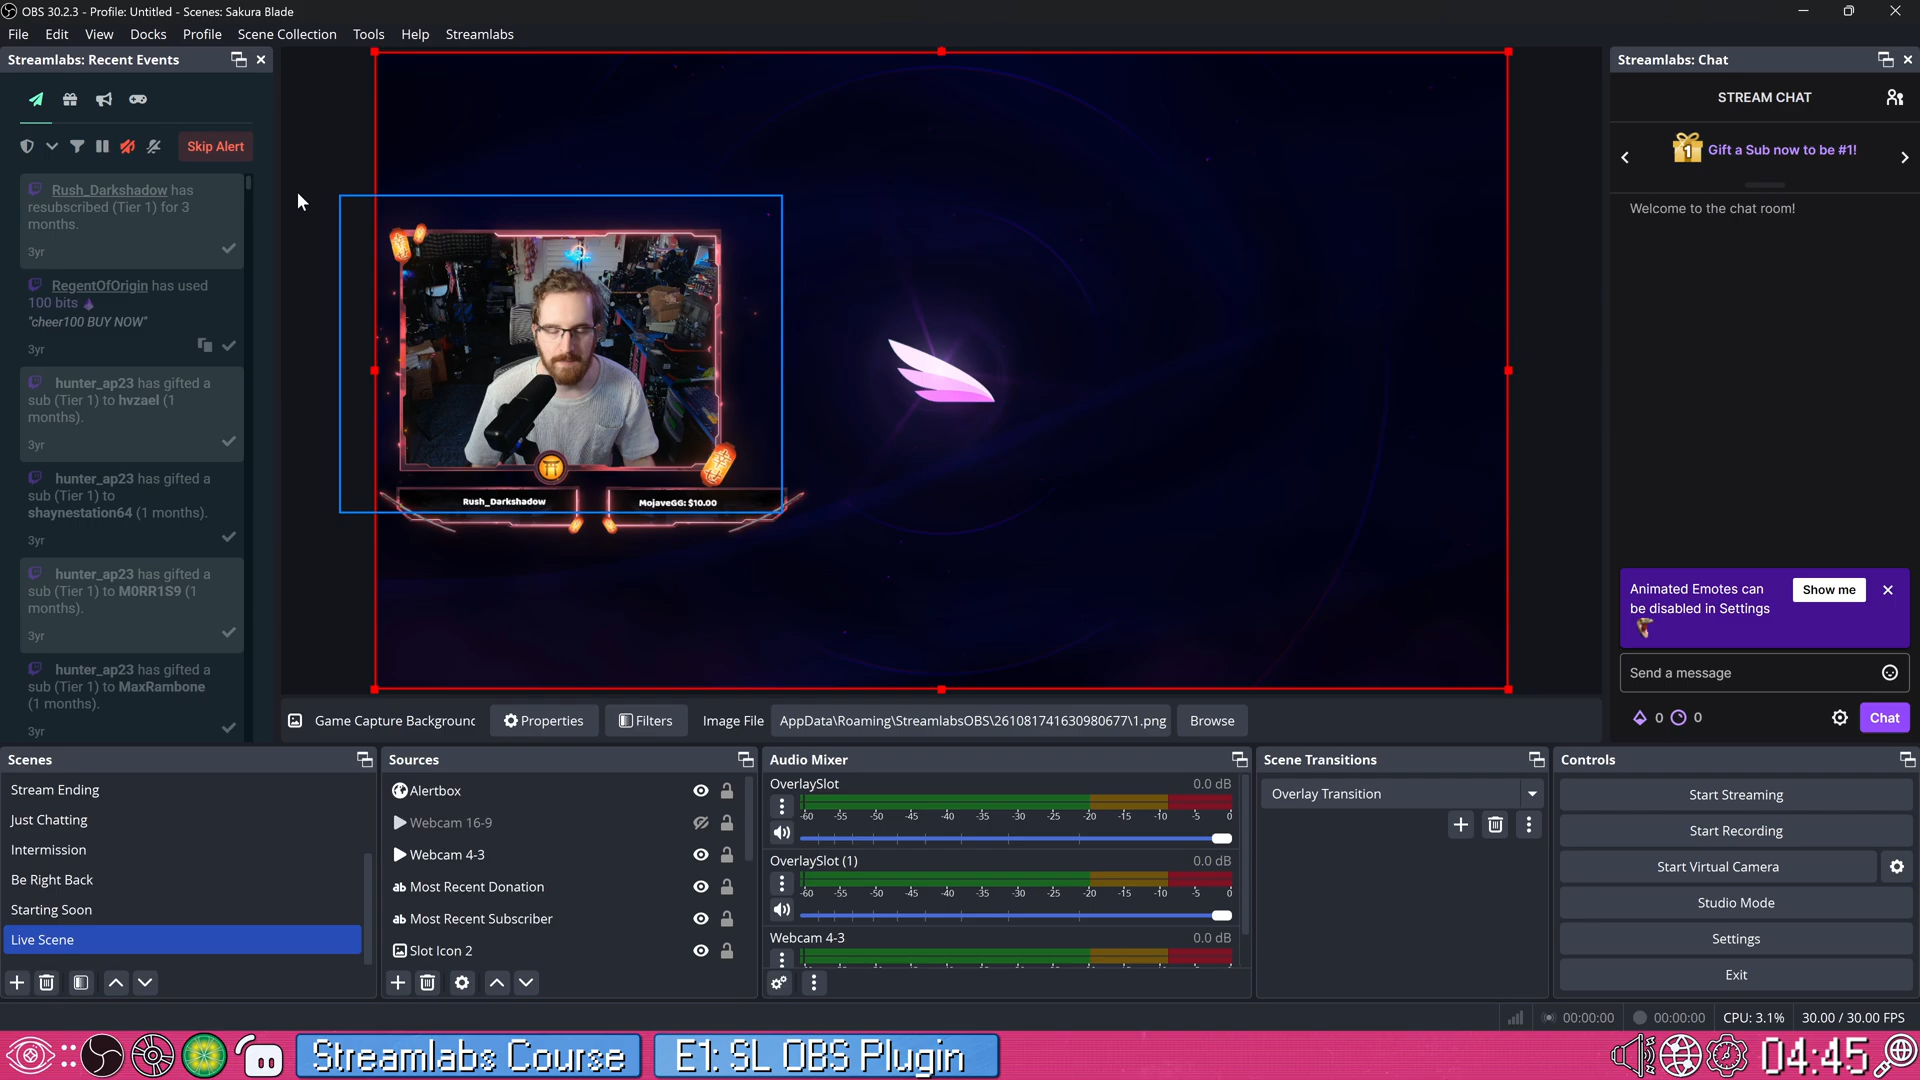 OBS 30.2.3 - Profile: Untitled - Scenes: Sakura Blade
File Edit View Docks Profile Scene Collection Tools Help Streamlabs
Streamlabs: Recent Events
Skip Alert
Rush_Darkshadow has
resubscribed (Tier 1) for 3
months.
3yr
RegentOfOrigin has used
100 bits
"cheer100 BUY NOW"
3yr
hunter_ap23 has gifted a
sub (Tier 1) to hvzael (1
months).
3yr
hunter_ap23 has gifted a
sub (Tier 1) to
shaynestation64 (1 months).
3yr
hunter_ap23 has gifted a
sub (Tier 1) to M0RR1S9 (1
months).
3yr
hunter_ap23 has gifted a
sub (Tier 1) to MaxRambone
(1 months).
3yr
Rush_Darkshadow
MojaveGG: $10.00
Streamlabs: Chat
STREAM CHAT
1 Gift a Sub now to be #1!
Welcome to the chat room!
Animated Emotes can
be disabled in Settings
Show me
Send a message
0 0 Chat
Game Capture Background Properties Filters Image File AppData\Roaming\StreamlabsOBS\261081741630980677\1.png Browse
Scenes
Stream Ending
Just Chatting
Intermission
Be Right Back
Starting Soon
Live Scene
Sources
Alertbox
Webcam 16-9
Webcam 4-3
ab Most Recent Donation
ab Most Recent Subscriber
Slot Icon 2
Audio Mixer
OverlaySlot 0.0 dB
-60 -55 -50 -45 -40 -35 -30 -25 -20 -15 -10 -5 0
OverlaySlot (1) 0.0 dB
-60 -55 -50 -45 -40 -35 -30 -25 -20 -15 -10 -5 0
Webcam 4-3 0.0 dB
Scene Transitions
Overlay Transition
Controls
Start Streaming
Start Recording
Start Virtual Camera
Studio Mode
Settings
Exit
00:00:00 00:00:00 CPU: 3.1% 30.00 / 30.00 FPS
Streamlabs Course E1: SL OBS Plugin 04:45